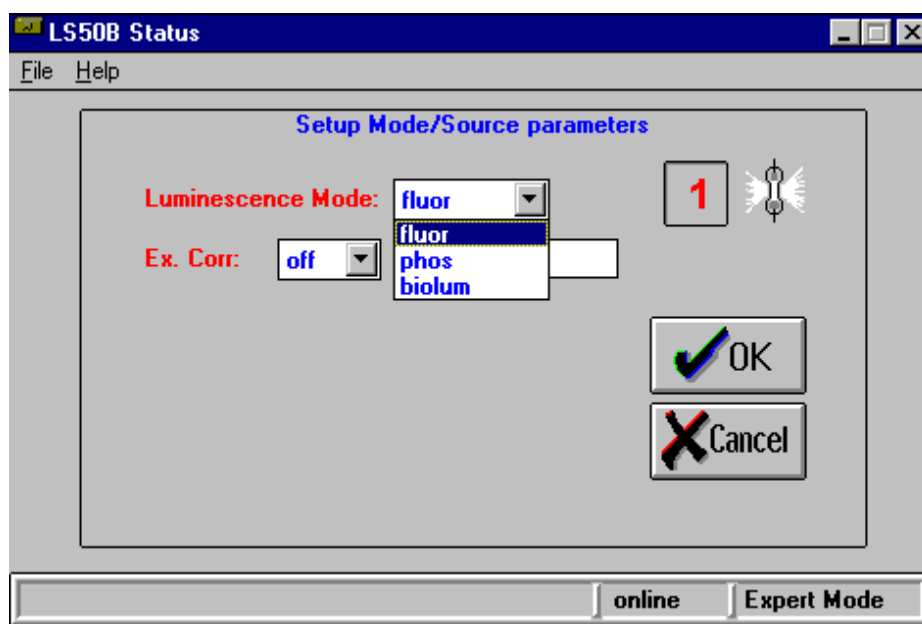 LS50B Status
File Help
Setup Mode/Source parameters
Luminescence Mode: fluor
1
fluor
Ex. Corr: off
phos
biolum
OK
Cancel
online Expert Mode